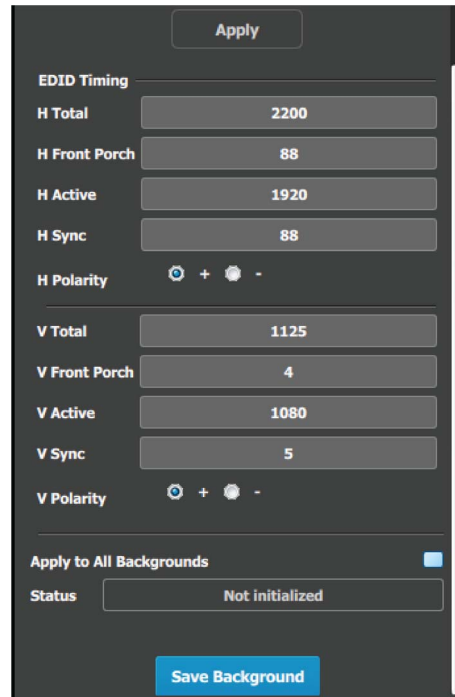 Apply
EDID Timing
H Total 2200
H Front Porch 88
H Active 1920
H Sync 88
H Polarity + -
V Total 1125
V Front Porch 4
V Active 1080
V Sync 5
V Polarity + -
Apply to All Backgrounds
Status Not initialized
Save Background